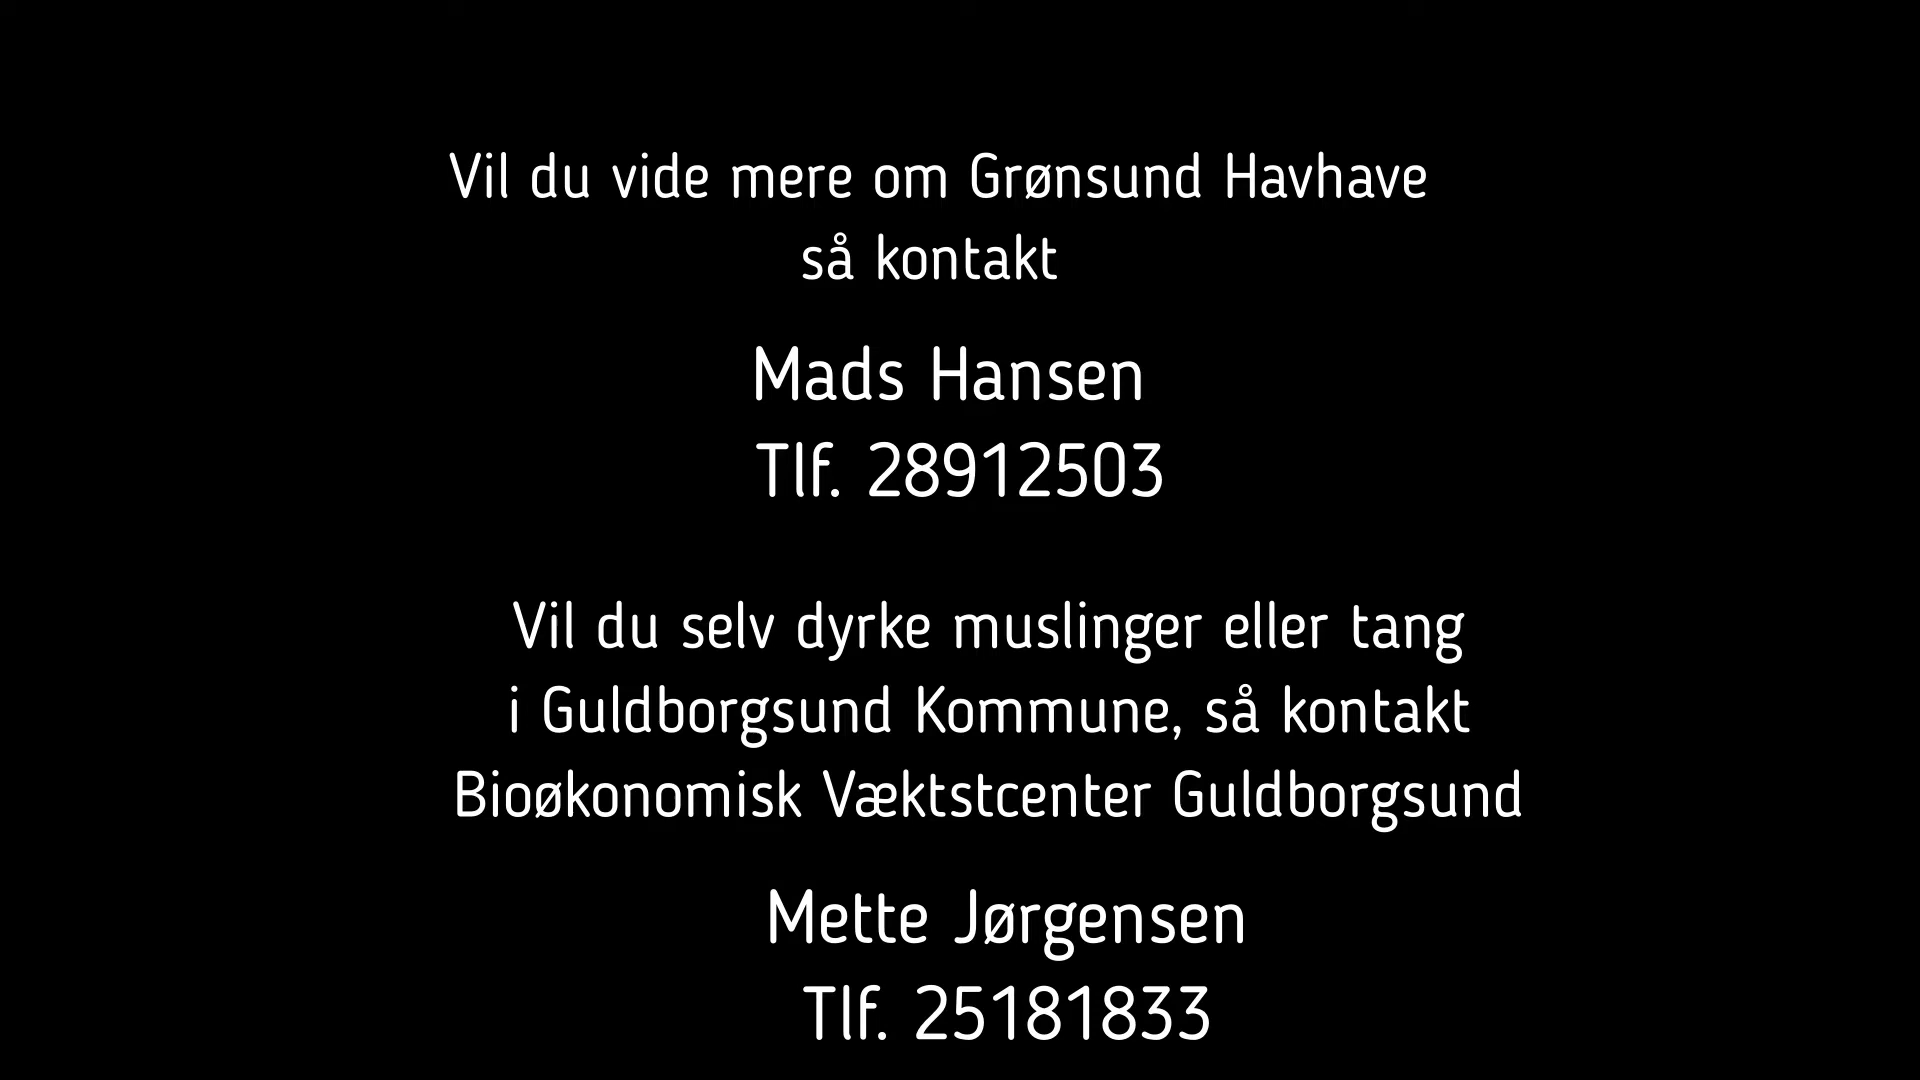 Vil du vide mere om Grønsund Havhave
så kontakt
Mads Hansen
Tlf. 28912503
Vil du selv dyrke muslinger eller tang
i Guldborgsund Kommune, så kontakt
Bioøkonomisk Væktstcenter Guldborgsund
Mette Jørgensen
Tlf. 25181833